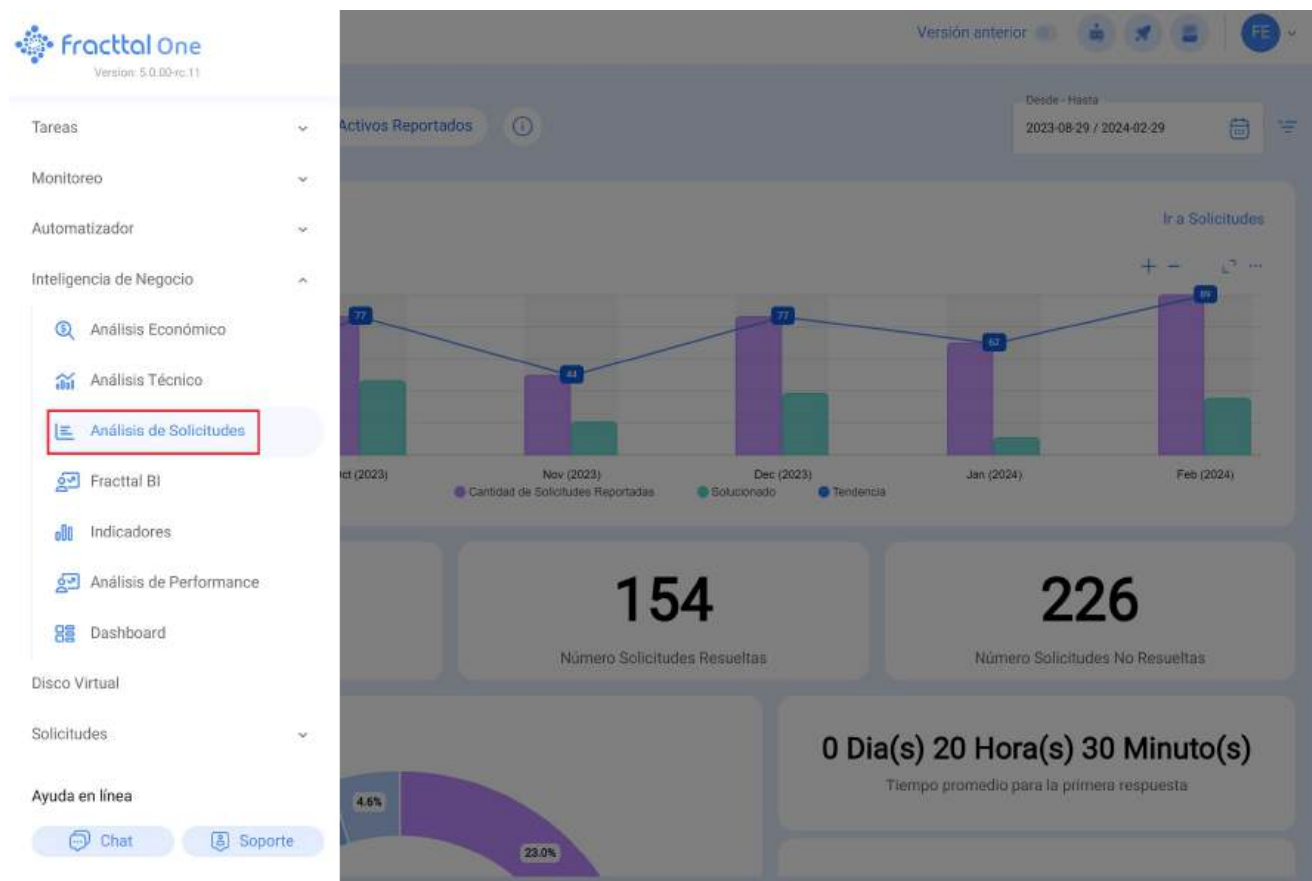 fracttal One
Version: 5.0.00-rc.11
Versión anterior
FE
Tareas
Monitoreo
Automatizador
Inteligencia de Negocio
Análisis Económico
Análisis Técnico
Análisis de Solicitudes
Fracttal BI
Indicadores
Análisis de Performance
Dashboard
Disco Virtual
Solicitudes
Ayuda en línea
Chat
Soporte
Activos Reportados
Desde - Hasta
2023-08-29 / 2024-02-29
Ir a Solicitudes
77
44
77
62
89
ct (2023)
Nov (2023)
Dec (2023)
Jan (2024)
Feb (2024)
Cantidad de Solicitudes Reportadas
Solucionado
Tendencia
154
Número Solicitudes Resueltas
226
Número Solicitudes No Resueltas
4.6%
23.0%
0 Dia(s) 20 Hora(s) 30 Minuto(s)
Tiempo promedio para la primera respuesta